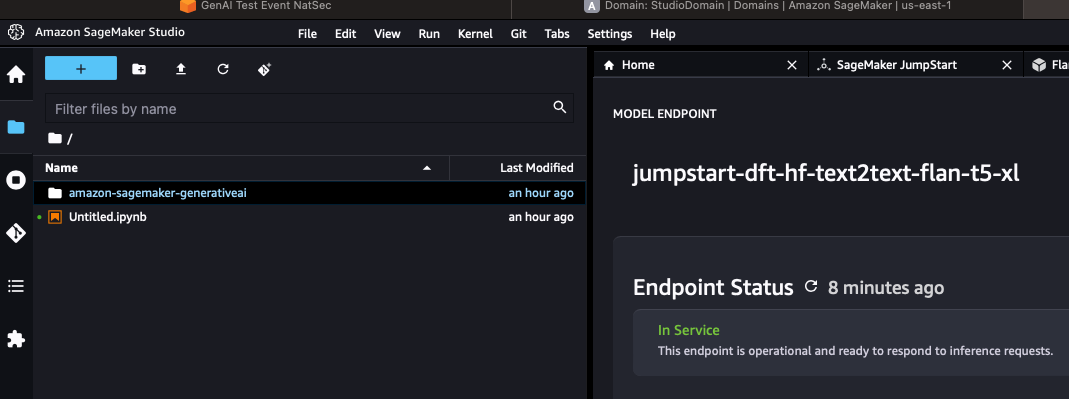 GenAI Test Event NatSec
A Domain: StudioDomain | Domains | Amazon SageMaker | us-east-1
Amazon SageMaker Studio
File Edit View Run Kernel Git Tabs Settings Help
+
Filter files by name
/
Name Last Modified
amazon-sagemaker-generativeai an hour ago
Untitled.ipynb an hour ago
Home SageMaker JumpStart Fla
MODEL ENDPOINT
jumpstart-dft-hf-text2text-flan-t5-xl
Endpoint Status 8 minutes ago
In Service
This endpoint is operational and ready to respond to inference requests.